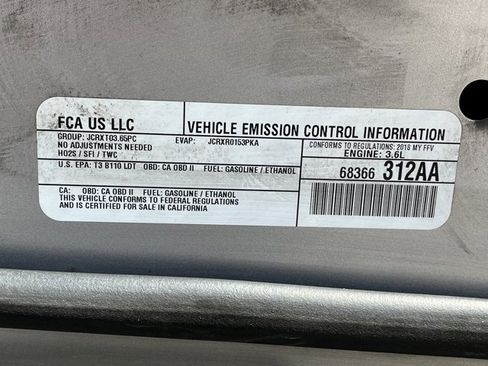 FCA US LLC
VEHICLE EMISSION CONTROL INFORMATION
GROUP: JCRXT03.65PC EVAP: JCRXR0153PKA
NO ADJUSTMENTS NEEDED
HO2S / SFI / TWC
CONFORMS TO REGULATIONS: 2018 MY FFV
ENGINE: 3.6L
U.S. EPA: T3 B110 LDT OBD: CA OBD II FUEL: GASOLINE / ETHANOL
68366 312AA
CA: OBD: CA OBD II FUEL: GASOLINE / ETHANOL
THIS VEHICLE CONFORMS TO FEDERAL REGULATIONS
AND IS CERTIFIED FOR SALE IN CALIFORNIA